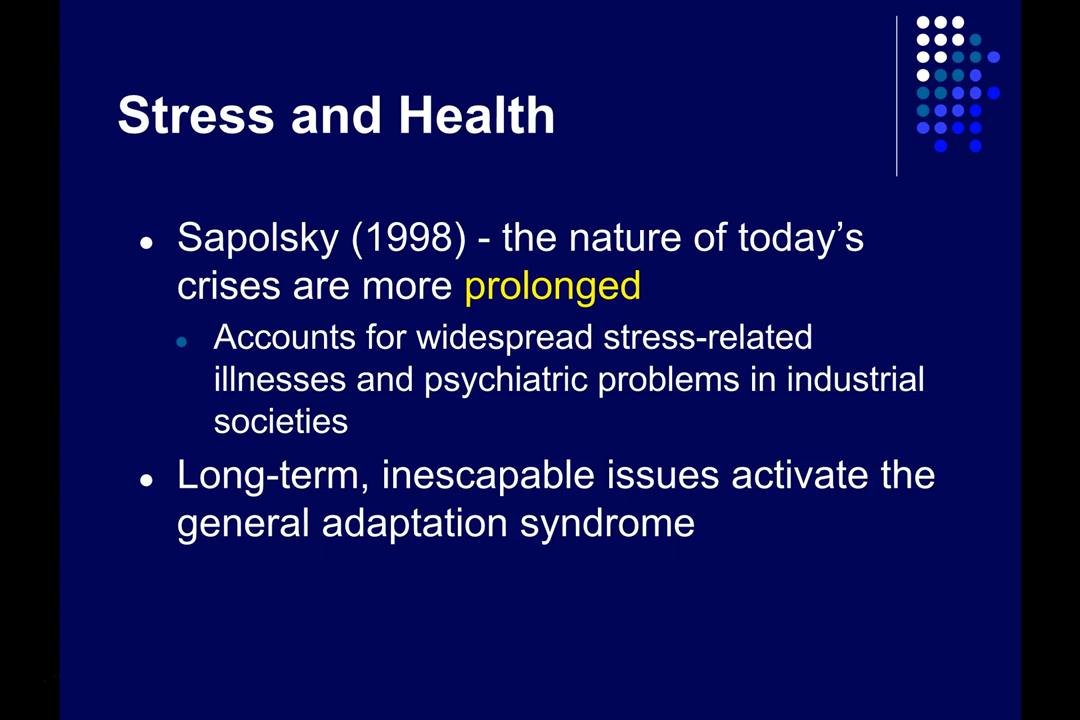 Stress and Health
Sapolsky (1998) - the nature of today’s
crises are more prolonged
Accounts for widespread stress-related
illnesses and psychiatric problems in industrial
societies
Long-term, inescapable issues activate the
general adaptation syndrome